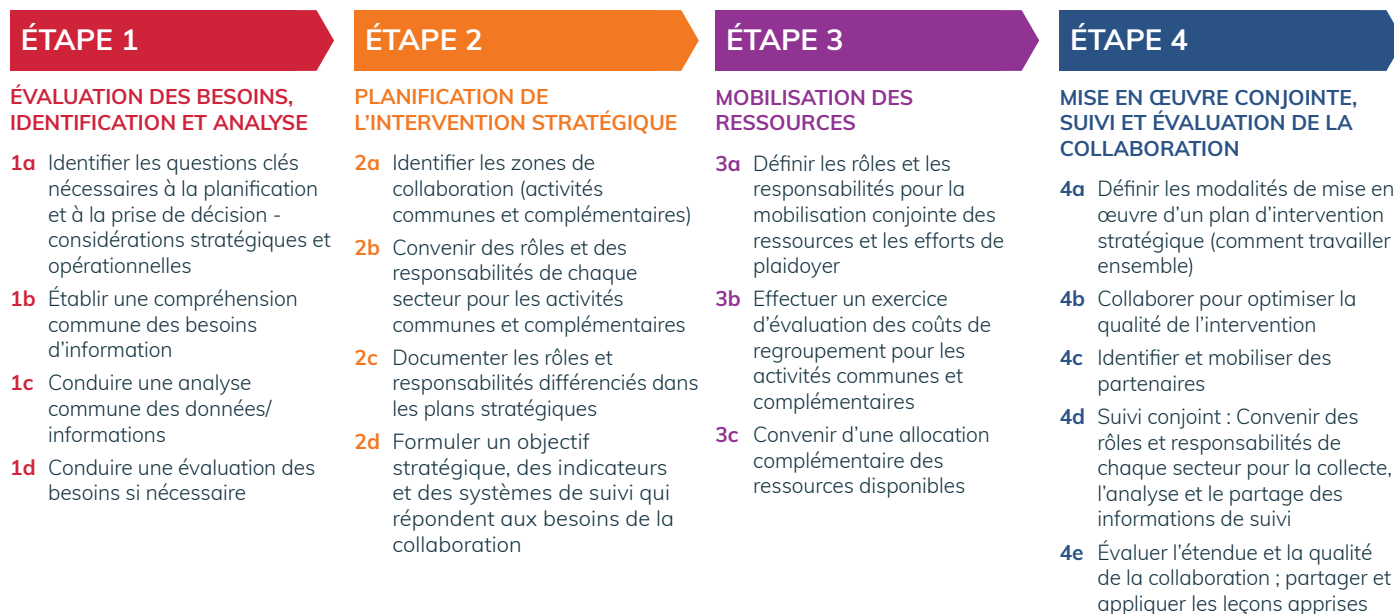 ÉTAPE 1
ÉVALUATION DES BESOINS,
IDENTIFICATION ET ANALYSE
1a Identifier les questions clés
nécessaires à la planification
et à la prise de décision -
considérations stratégiques et
opérationnelles
1b Établir une compréhension
commune des besoins
d’information
1c Conduire une analyse
commune des données/
informations
1d Conduire une évaluation des
besoins si nécessaire
ÉTAPE 2
PLANIFICATION DE
L’INTERVENTION STRATÉGIQUE
2a Identifier les zones de
collaboration (activités
communes et complémentaires)
2b Convenir des rôles et des
responsabilités de chaque
secteur pour les activités
communes et complémentaires
2c Documenter les rôles et
responsabilités différenciés dans
les plans stratégiques
2d Formuler un objectif
stratégique, des indicateurs
et des systèmes de suivi qui
répondent aux besoins de la
collaboration
ÉTAPE 3
MOBILISATION DES
RESSOURCES
3a Définir les rôles et les
responsabilités pour la
mobilisation conjointe des
ressources et les efforts de
plaidoyer
3b Effectuer un exercice
d’évaluation des coûts de
regroupement pour les
activités communes et
complémentaires
3c Convenir d’une allocation
complémentaire des
ressources disponibles
ÉTAPE 4
MISE EN ŒUVRE CONJOINTE,
SUIVI ET ÉVALUATION DE LA
COLLABORATION
4a Définir les modalités de mise en
œuvre d’un plan d’intervention
stratégique (comment travailler
ensemble)
4b Collaborer pour optimiser la
qualité de l’intervention
4c Identifier et mobiliser des
partenaires
4d Suivi conjoint : Convenir des
rôles et responsabilités de
chaque secteur pour la collecte,
l’analyse et le partage des
informations de suivi
4e Évaluer l’étendue et la qualité
de la collaboration ; partager et
appliquer les leçons apprises